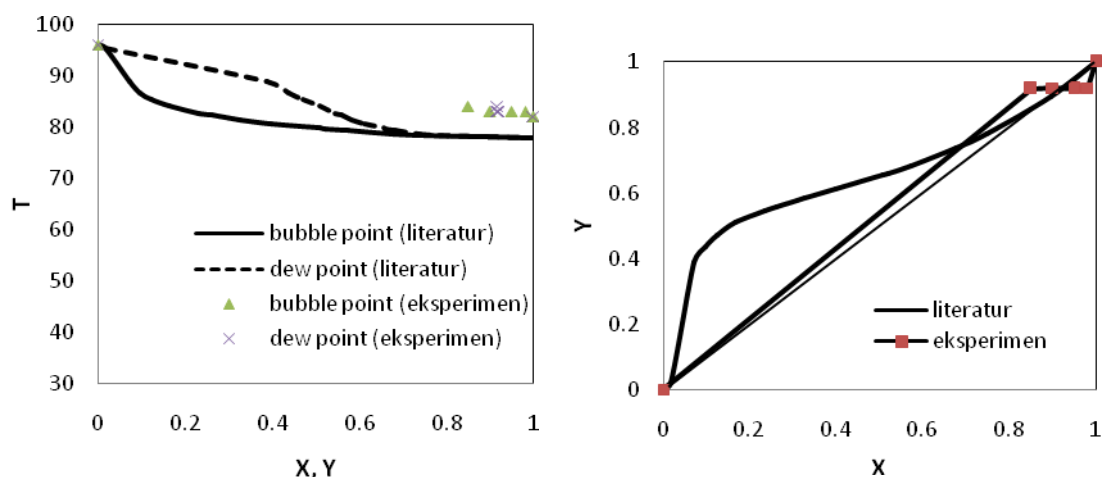 100
90
80
70
60
50
40
30
T
bubble point (literatur)
dew point (literatur)
bubble point (eksperimen)
dew point (eksperimen)
0 0.2 0.4 0.6 0.8 1
X, Y
1
0.8
0.6
0.4
0.2
0
Y
literatur
eksperimen
0 0.2 0.4 0.6 0.8 1
X